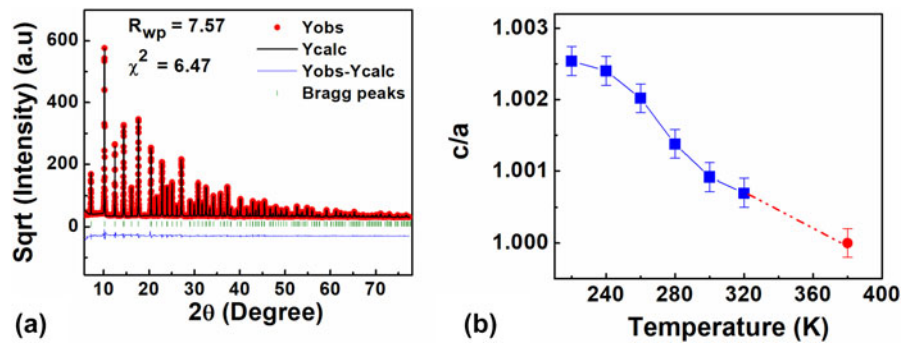 R_wp = 7.57
χ² = 6.47
Yobs
Ycalc
Yobs-Ycalc
Bragg peaks
600
400
200
0
Sqrt (Intensity) (a.u)
10 20 30 40 50 60 70
2θ (Degree)
(a)
1.003
1.002
1.001
1.000
c/a
240 280 320 360 400
Temperature (K)
(b)